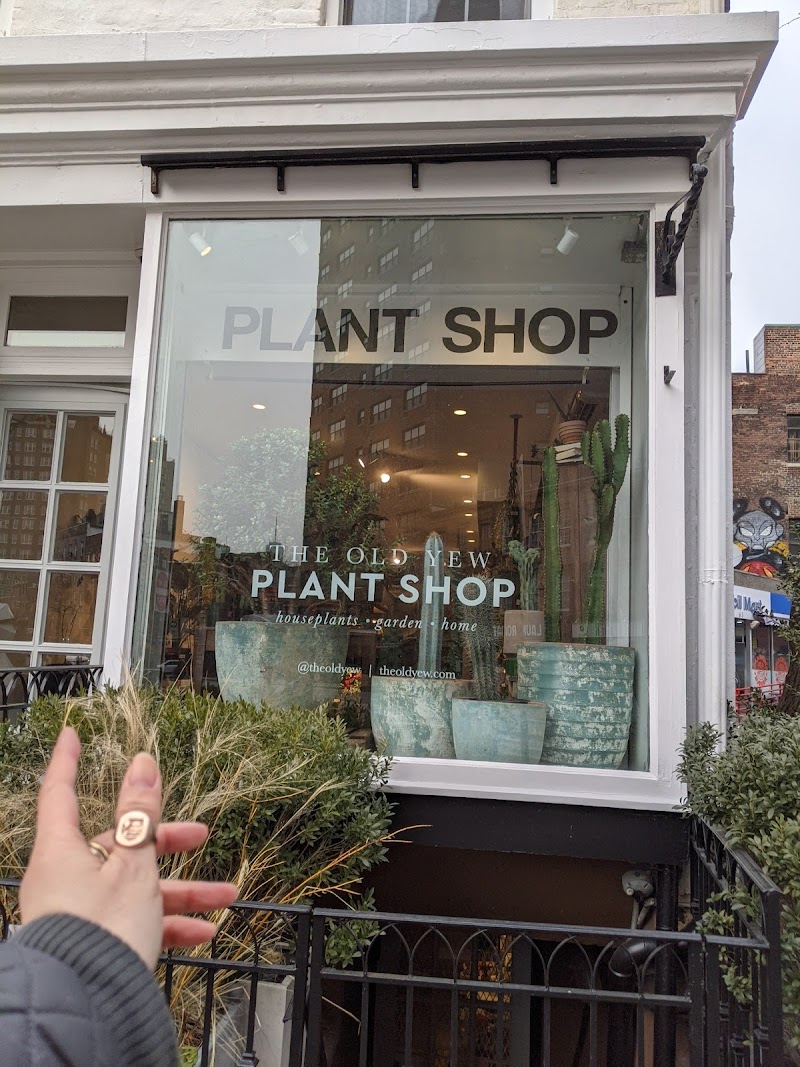 PLANT SHOP
THE OLD YEW
PLANT SHOP
houseplants • garden • home
@theoldyew | theoldyew.com